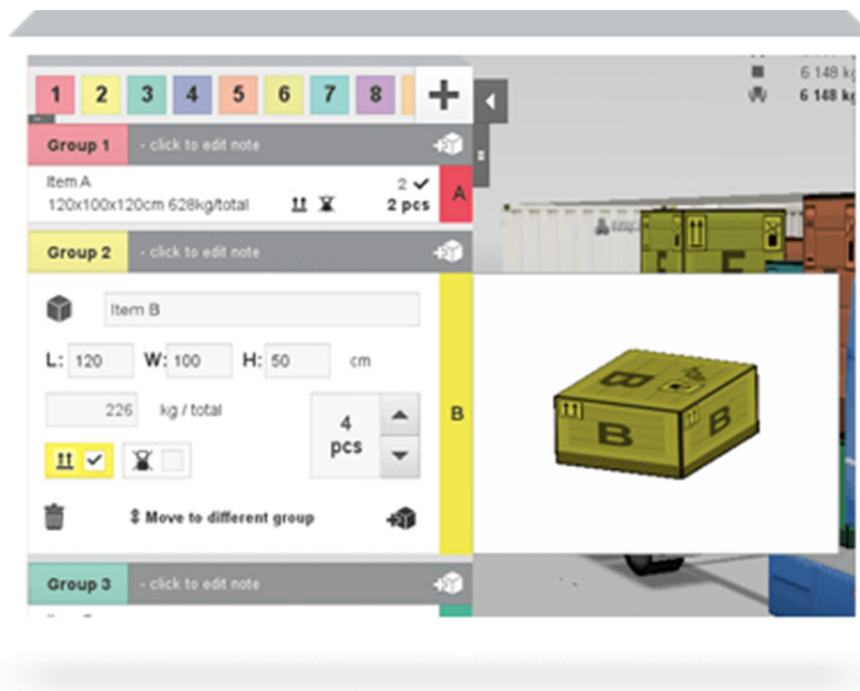 1 2 3 4 5 6 7 8
6 148 kg
6 148 kg
Group 1 - click to edit note
Item A
120x100x120cm 628kg/total
2
2 pcs
A
Group 2 - click to edit note
Item B
L: 120 W: 100 H: 50 cm
226 kg / total
4
pcs
B
Move to different group
B
B
B
E
Group 3 - click to edit note